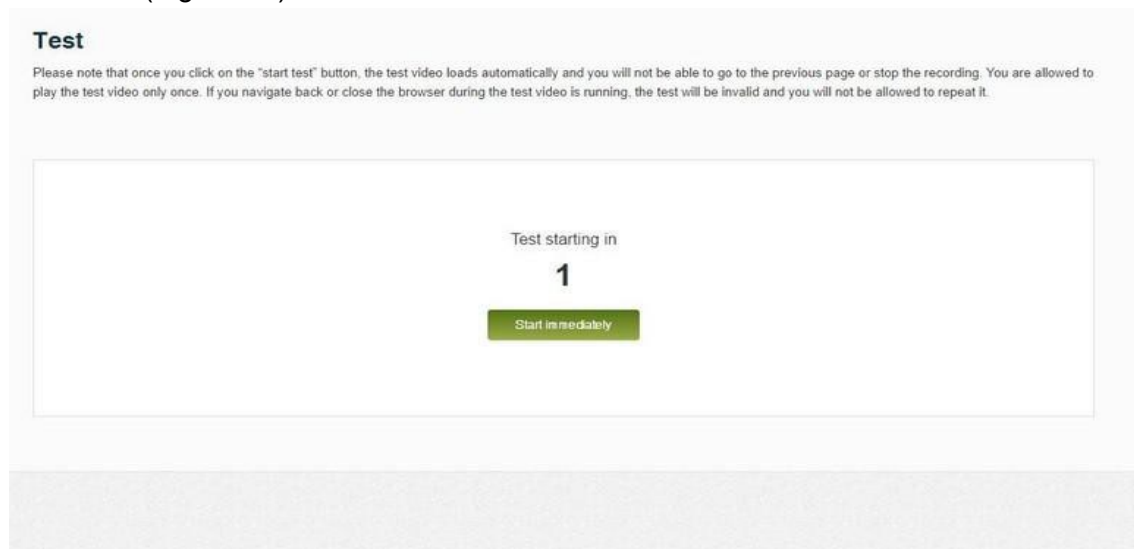 Test
Please note that once you click on the "start test" button, the test video loads automatically and you will not be able to go to the previous page or stop the recording. You are allowed to
play the test video only once. If you navigate back or close the browser during the test video is running, the test will be invalid and you will not be allowed to repeat it.
Test starting in
1
Start immediately